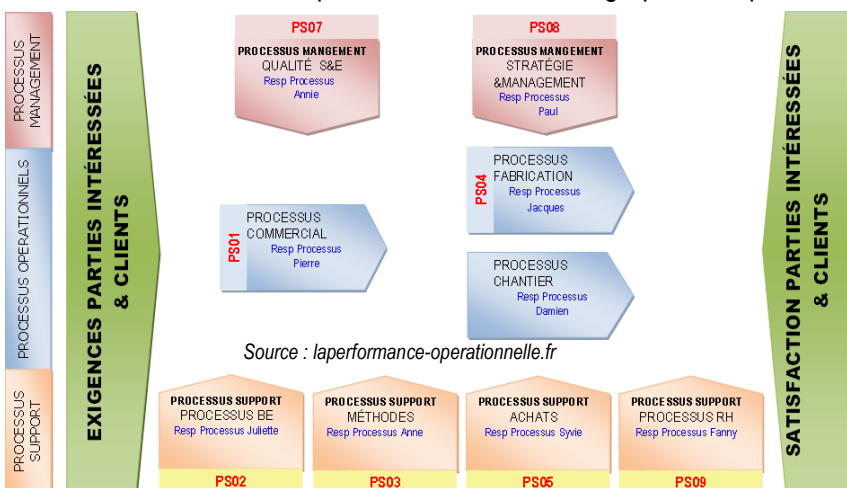 PROCESSUS
MANAGEMENT
PROCESSUS OPERATIONNELS
PROCESSUS
SUPPORT
EXIGENCES PARTIES INTÉRESSÉES
& CLIENTS
PS07
PROCESSUS MANGEMENT
QUALITÉ S&E
Resp Processus
Annie
PS08
PROCESSUS MANGEMENT
STRATÉGIE
&MANAGEMENT
Resp Processus
Paul
PS01
PROCESSUS
COMMERCIAL
Resp Processus
Pierre
PS04
PROCESSUS
FABRICATION
Resp Processus
Jacques
PROCESSUS
CHANTIER
Resp Processus
Damien
Source : laperformance-operationnelle.fr
PROCESSUS SUPPORT
PROCESSUS BE
Resp Processus Juliette
PS02
PROCESSUS SUPPORT
MÉTHODES
Resp Processus Anne
PS03
PROCESSUS SUPPORT
ACHATS
Resp Processus Syvie
PS05
PROCESSUS SUPPORT
PROCESSUS RH
Resp Processus Fanny
PS09
SATISFACTION PARTIES INTÉRESSÉES
& CLIENTS